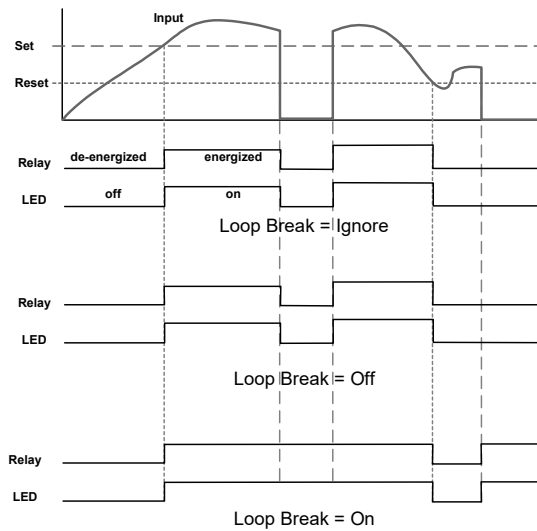 Input
Set
Reset
de-energized energized
Relay
off on
LED
Loop Break = Ignore
Relay
LED
Loop Break = Off
Relay
LED
Loop Break = On